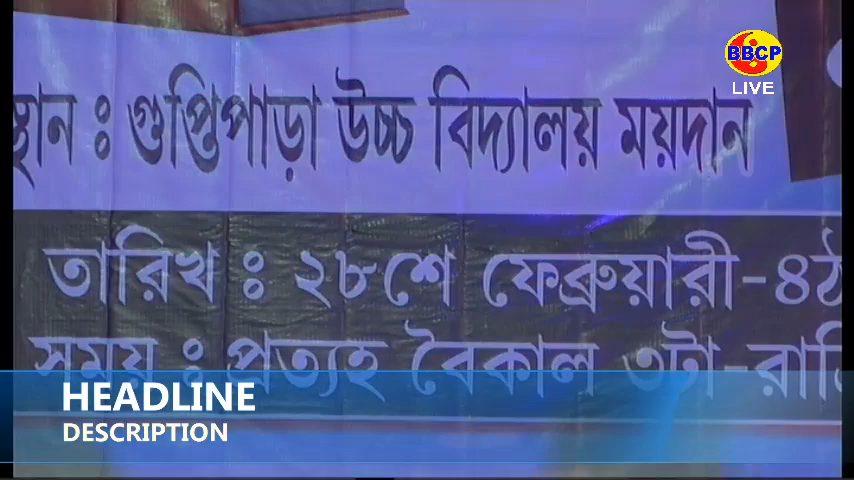 BBCP
LIVE
স্থান : গুপ্তিপাড়া উচ্চ বিদ্যালয় ময়দান
তারিখ : ২৮শে ফেব্রুয়ারী-৪ঠ
সময় : প্রত্যহ বৈকাল ৩টা-রাত্রি
HEADLINE
DESCRIPTION